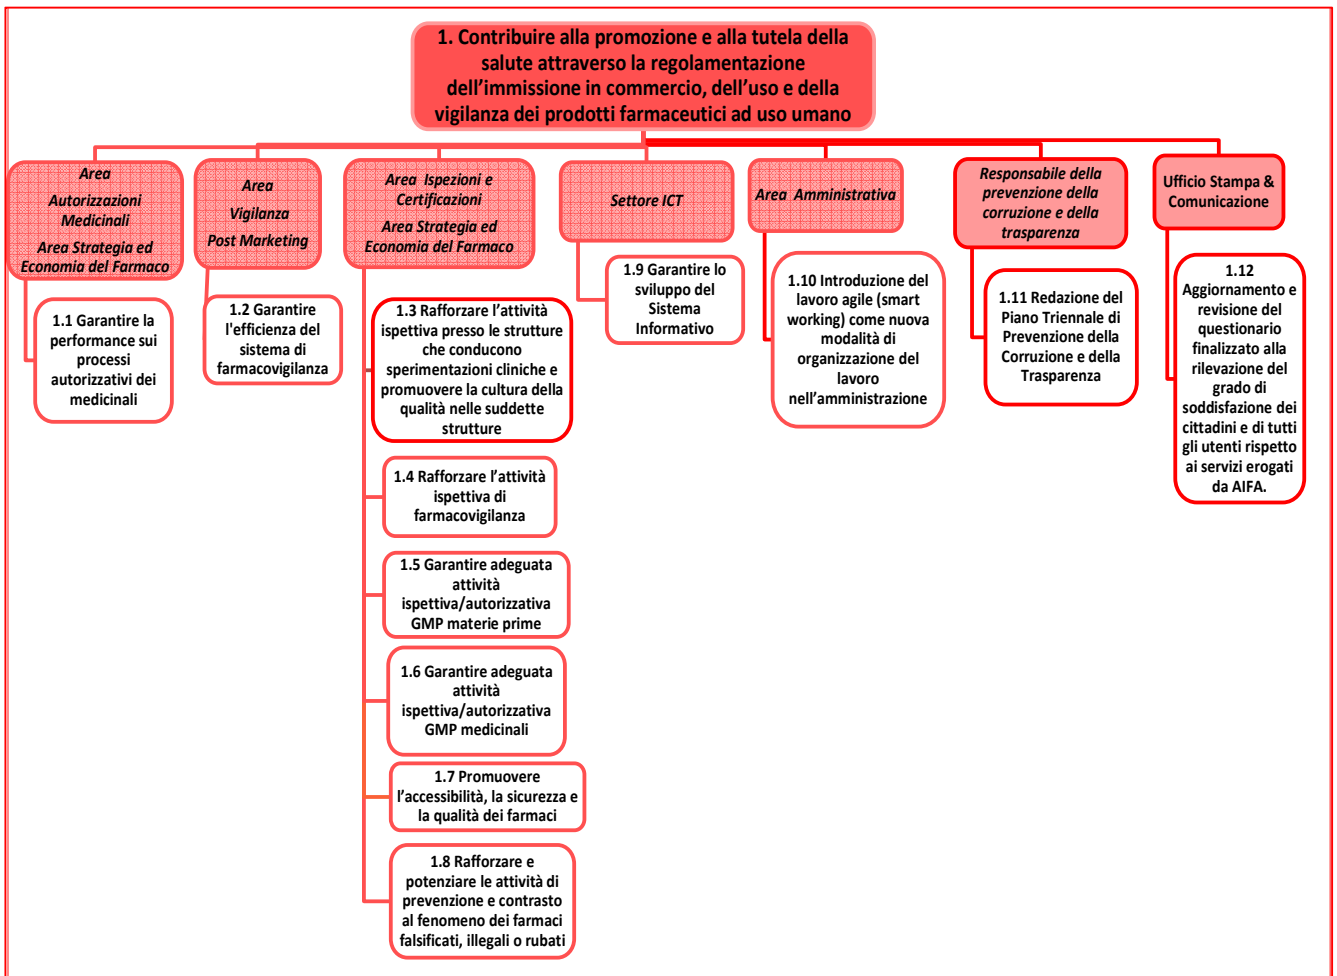 1. Contribuire alla promozione e alla tutela della
salute attraverso la regolamentazione
dell’immissione in commercio, dell’uso e della
vigilanza dei prodotti farmaceutici ad uso umano
Area
Autorizzazioni
Medicinali
Area Strategia ed
Economia del Farmaco
Area
Vigilanza
Post Marketing
Area Ispezioni e
Certificazioni
Area Strategia ed
Economia del Farmaco
Settore ICT
Area Amministrativa
Responsabile della
prevenzione della
corruzione e della
trasparenza
Ufficio Stampa &
Comunicazione
1.1 Garantire la
performance sui
processi
autorizzativi dei
medicinali
1.2 Garantire
l'efficienza del
sistema di
farmacovigilanza
1.3 Rafforzare l’attività
ispettiva presso le strutture
che conducono
sperimentazioni cliniche e
promuovere la cultura della
qualità nelle suddette
strutture
1.4 Rafforzare l’attività
ispettiva di
farmacovigilanza
1.5 Garantire adeguata
attività
ispettiva/autorizzativa
GMP materie prime
1.6 Garantire adeguata
attività
ispettiva/autorizzativa
GMP medicinali
1.7 Promuovere
l’accessibilità, la sicurezza e
la qualità dei farmaci
1.8 Rafforzare e
potenziare le attività di
prevenzione e contrasto
al fenomeno dei farmaci
falsificati, illegali o rubati
1.9 Garantire lo
sviluppo del
Sistema
Informativo
1.10 Introduzione del
lavoro agile (smart
working) come nuova
modalità di
organizzazione del
lavoro
nell’amministrazione
1.11 Redazione del
Piano Triennale di
Prevenzione della
Corruzione e della
Trasparenza
1.12
Aggiornamento e
revisione del
questionario
finalizzato alla
rilevazione del
grado di
soddisfazione dei
cittadini e di tutti
gli utenti rispetto
ai servizi erogati
da AIFA.